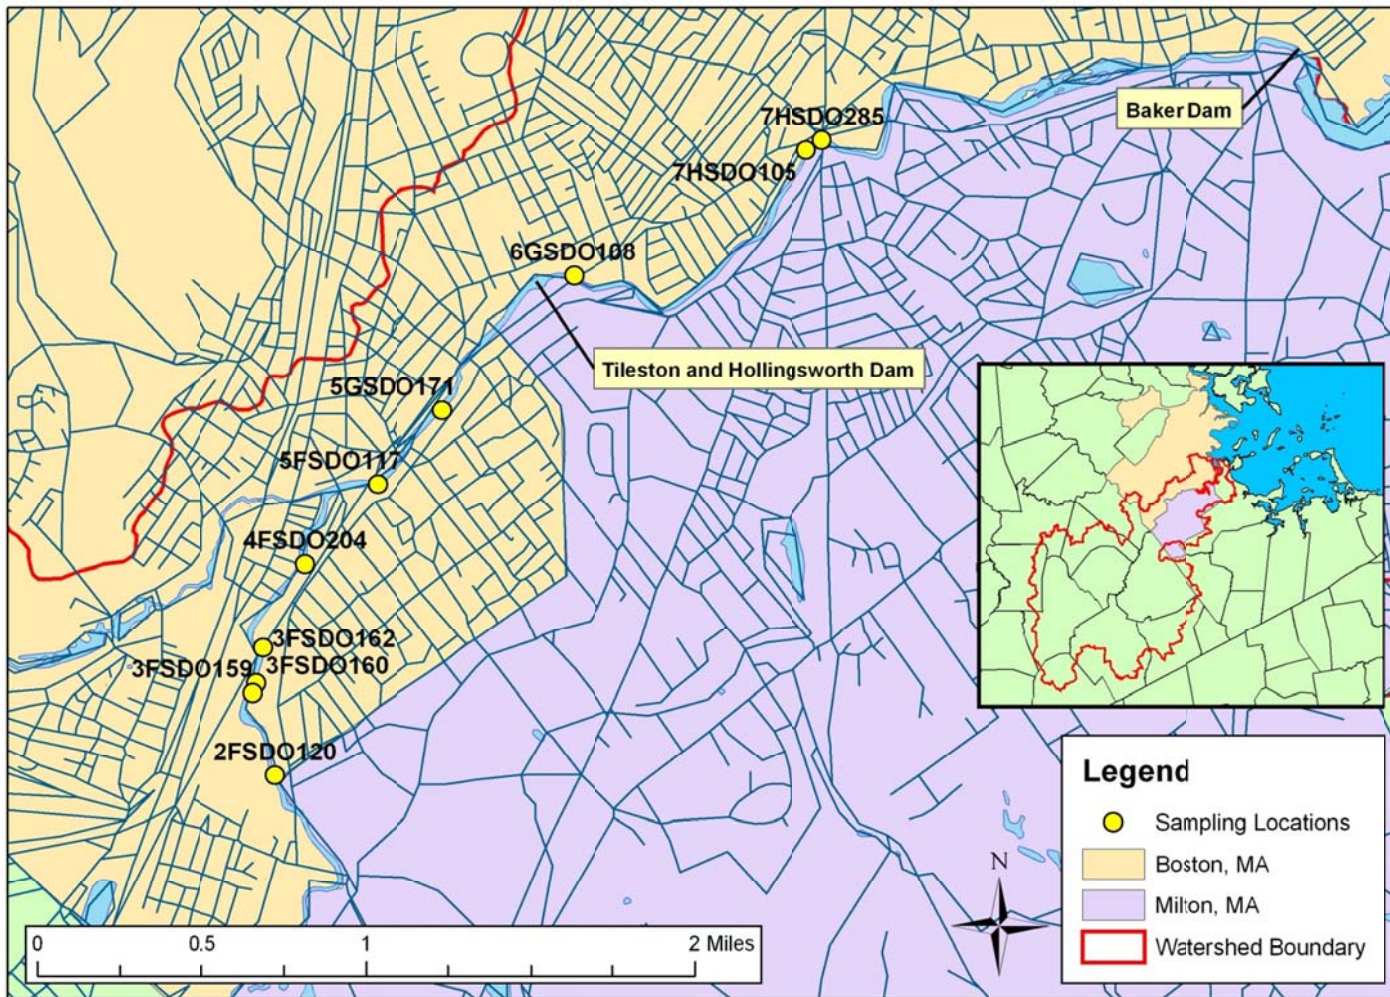 Baker Dam
7HSDO285
7HSDO105
6GSDO108
Tileston and Hollingsworth Dam
5GSDO171
5FSDO117
4FSDO204
3FSDO162
3FSDO159
3FSDO160
2FSDO120
Legend
Sampling Locations
Boston, MA
Milton, MA
Watershed Boundary
N
0 0.5 1 2 Miles